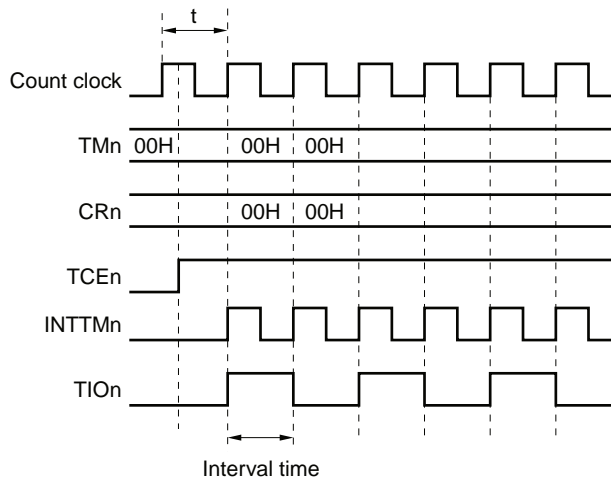 t
Count clock
TMn 00H 00H 00H
CRn 00H 00H
TCEn
INTTMn
TIOn
Interval time